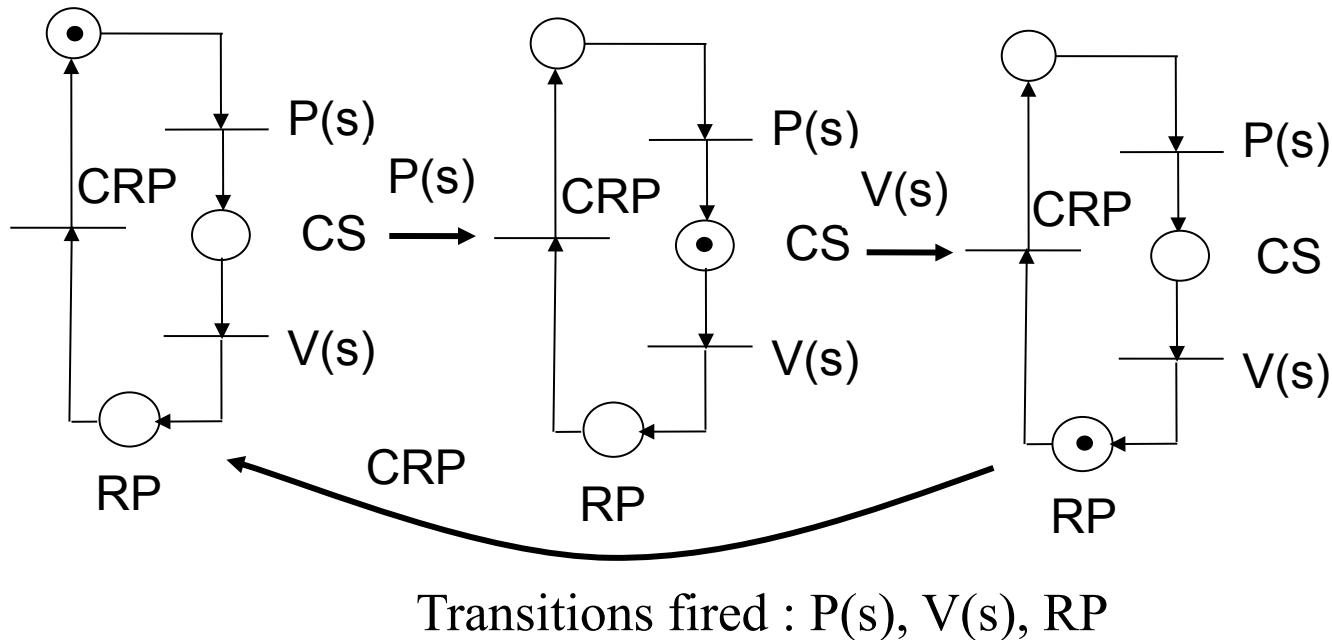 P(s)
P(s)
P(s)
CRP
P(s)
CRP
V(s)
CRP
CS
CS
CS
V(s)
V(s)
V(s)
CRP
RP
RP
RP
Transitions fired : P(s), V(s), RP